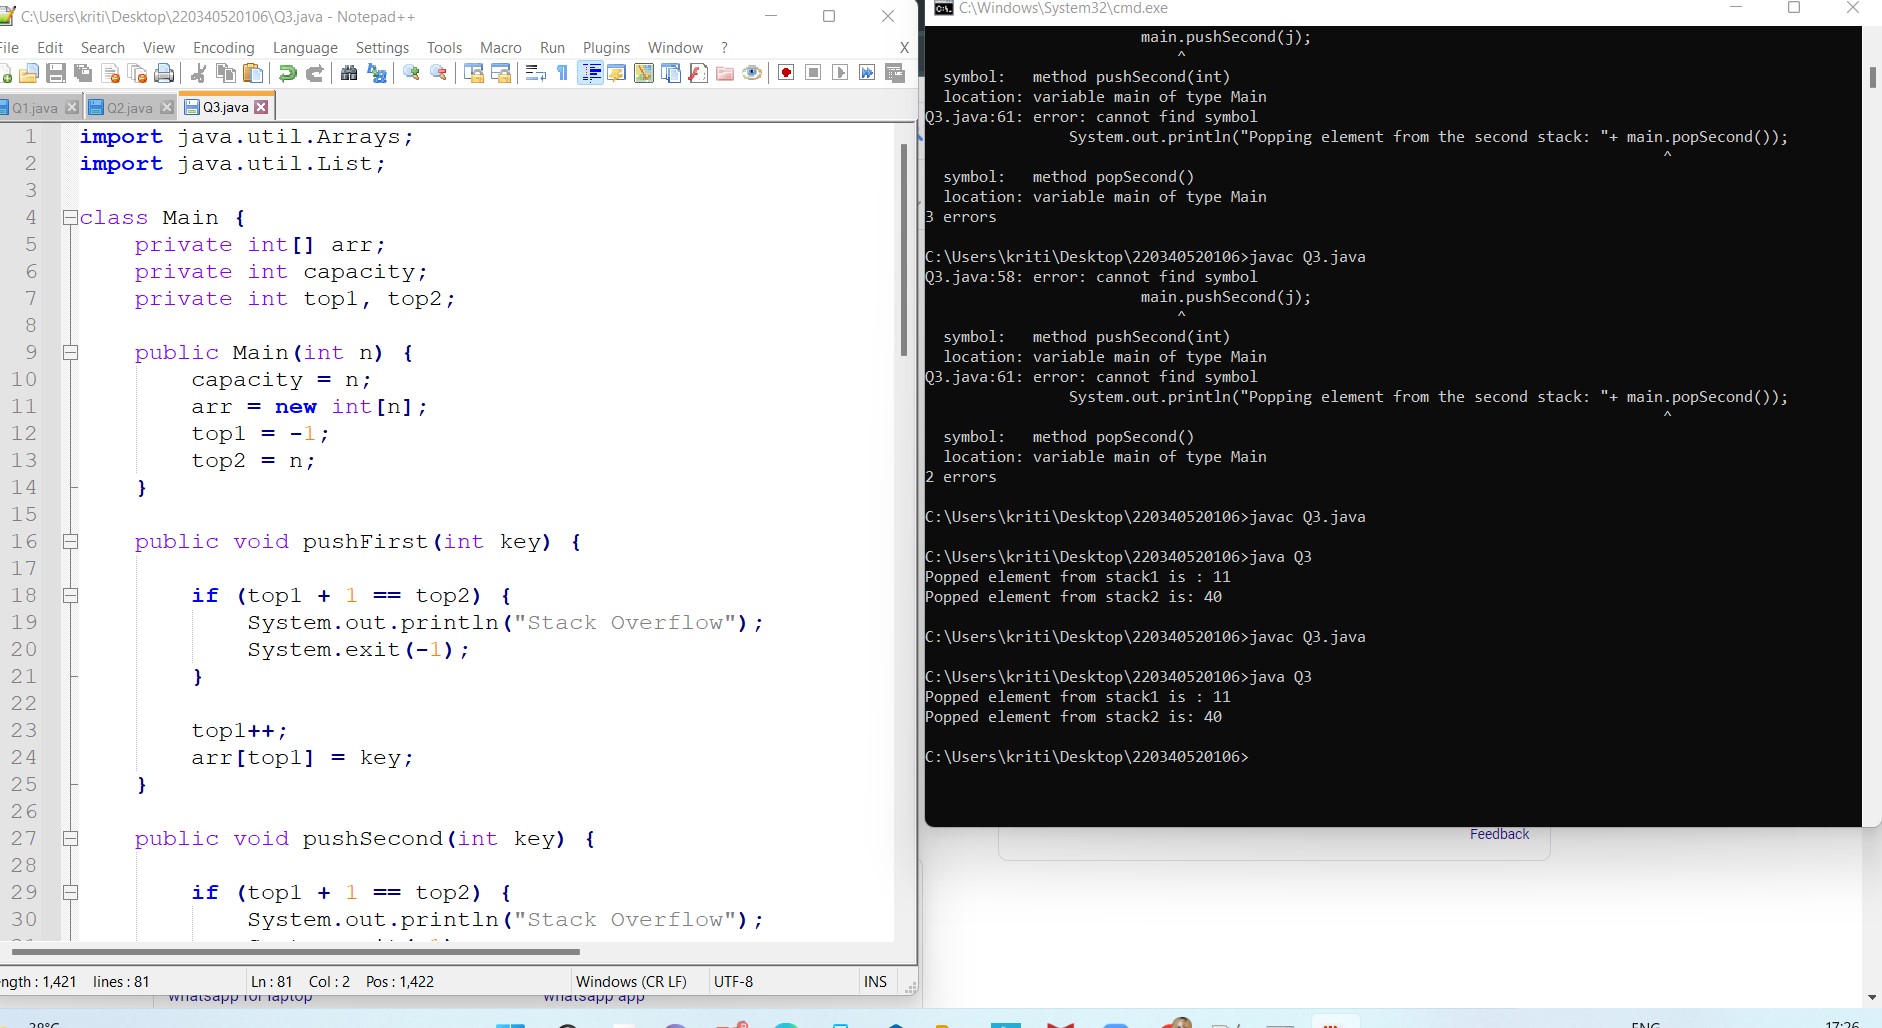 C:\Users\kriti\Desktop\220340520106\Q3.java - Notepad++
File Edit Search View Encoding Language Settings Tools Macro Run Plugins Window ? X
Q1.java Q2.java Q3.java
1 import java.util.Arrays;
2 import java.util.List;
3
4 class Main {
5 private int[] arr;
6 private int capacity;
7 private int top1, top2;
8
9 public Main(int n) {
10 capacity = n;
11 arr = new int[n];
12 top1 = -1;
13 top2 = n;
14 }
15
16 public void pushFirst(int key) {
17
18 if (top1 + 1 == top2) {
19 System.out.println("Stack Overflow");
20 System.exit(-1);
21 }
22
23 top1++;
24 arr[top1] = key;
25 }
26
27 public void pushSecond(int key) {
28
29 if (top1 + 1 == top2) {
30 System.out.println("Stack Overflow");
ngth : 1,421 lines : 81 Ln : 81 Col : 2 Pos : 1,422 Windows (CR LF) UTF-8 INS
whatsapp for laptop whatsapp app
C:\Windows\System32\cmd.exe
main.pushSecond(j);
^
symbol: method pushSecond(int)
location: variable main of type Main
Q3.java:61: error: cannot find symbol
System.out.println("Popping element from the second stack: "+ main.popSecond());
^
symbol: method popSecond()
location: variable main of type Main
3 errors
C:\Users\kriti\Desktop\220340520106>javac Q3.java
Q3.java:58: error: cannot find symbol
main.pushSecond(j);
^
symbol: method pushSecond(int)
location: variable main of type Main
Q3.java:61: error: cannot find symbol
System.out.println("Popping element from the second stack: "+ main.popSecond());
^
symbol: method popSecond()
location: variable main of type Main
2 errors
C:\Users\kriti\Desktop\220340520106>javac Q3.java
C:\Users\kriti\Desktop\220340520106>java Q3
Popped element from stack1 is : 11
Popped element from stack2 is: 40
C:\Users\kriti\Desktop\220340520106>javac Q3.java
C:\Users\kriti\Desktop\220340520106>java Q3
Popped element from stack1 is : 11
Popped element from stack2 is: 40
C:\Users\kriti\Desktop\220340520106>
Feedback
38°C ENG 17:26